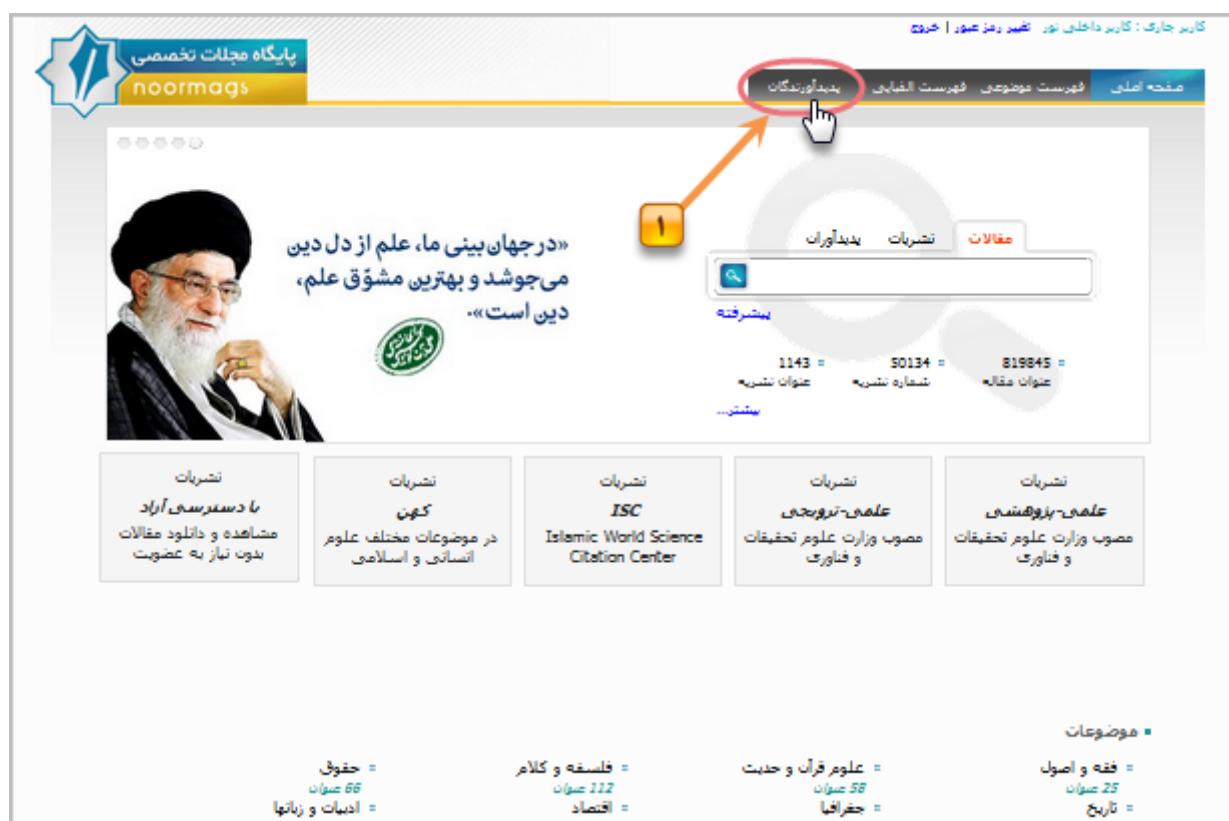 کاربر جاری : کاربر داخلی نور تغییر رمز عبور | خروج
پایگاه مجلات تخصصی
noormags
صفحه اصلی فهرست موضوعی فهرست الفبایی پدیدآورندگان
۱
«در جهان‌بینی ما، علم از دل دین
می‌جوشد و بهترین مشوّق علم،
دین است».
مقالات نشریات پدیدآوران
پیشرفته
819845 50134 1143
عنوان مقاله شماره نشریه عنوان نشریه
بیشتر...
نشریات
علمی-پژوهشی
مصوب وزارت علوم تحقیقات
و فناوری
نشریات
علمی-ترویجی
مصوب وزارت علوم تحقیقات
و فناوری
نشریات
ISC
Islamic World Science
Citation Center
نشریات
کهن
در موضوعات مختلف علوم
انسانی و اسلامی
نشریات
با دسترسی آزاد
مشاهده و دانلود مقالات
بدون نیاز به عضویت
موضوعات
فقه و اصول علوم قرآن و حدیث فلسفه و کلام حقوق
25 عنوان 58 عنوان 112 عنوان 66 عنوان
تاریخ جغرافیا اقتصاد ادبیات و زبانها